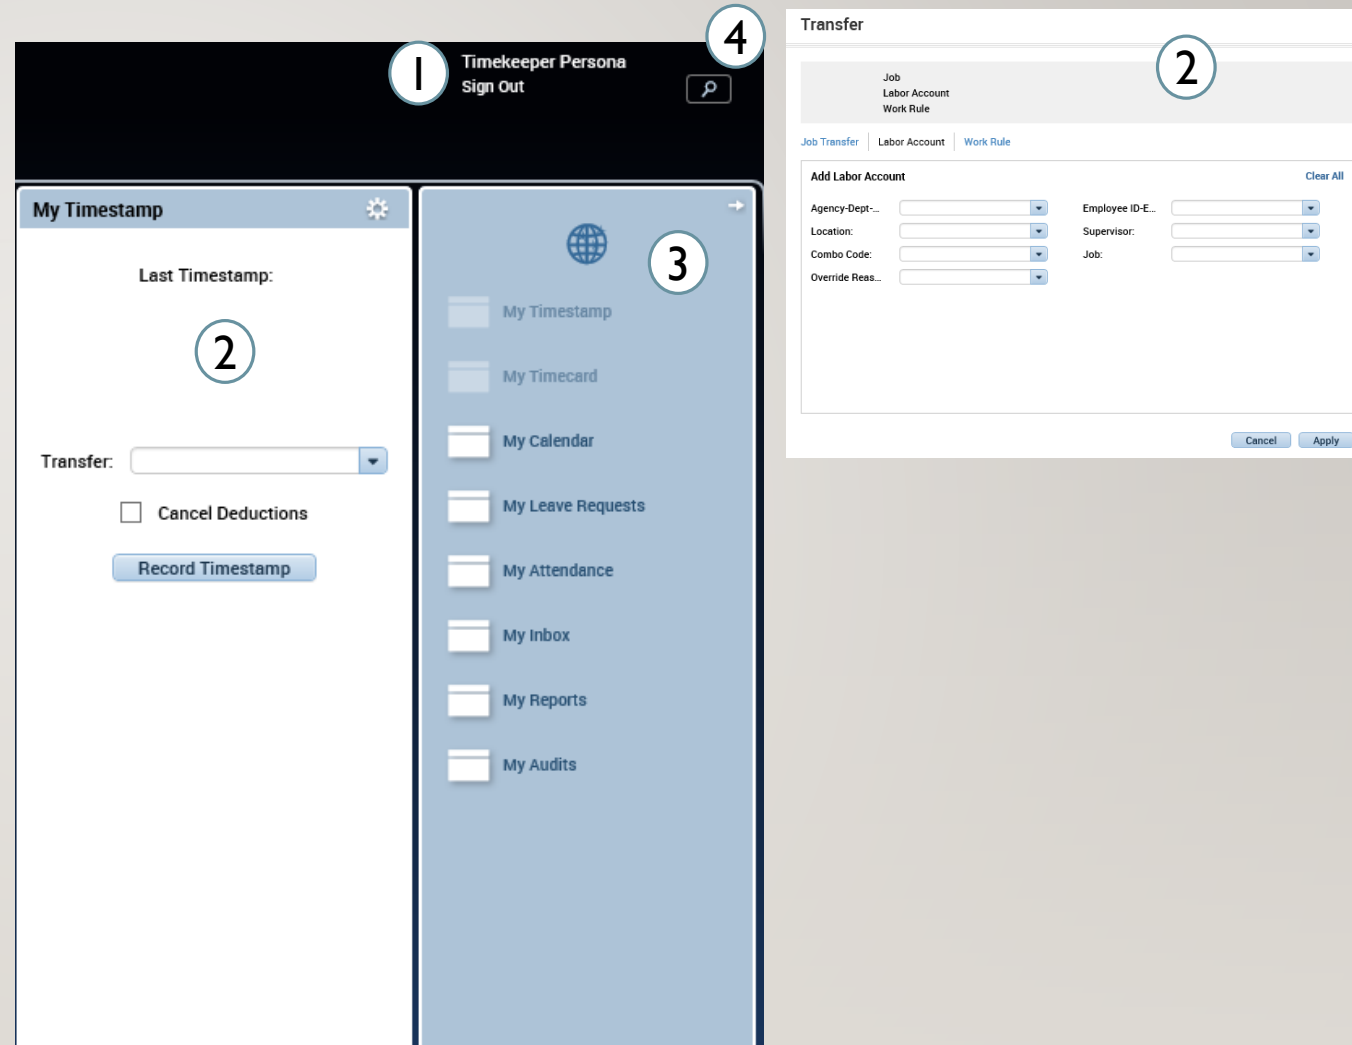 1
Timekeeper Persona
Sign Out
4
My Timestamp
Last Timestamp:
2
Transfer:
Cancel Deductions
Record Timestamp
3
My Timestamp
My Timecard
My Calendar
My Leave Requests
My Attendance
My Inbox
My Reports
My Audits
Transfer
2
Job
Labor Account
Work Rule
Job Transfer Labor Account Work Rule
Add Labor Account Clear All
Agency-Dept-... Employee ID-E...
Location: Supervisor:
Combo Code: Job:
Override Reas...
Cancel Apply